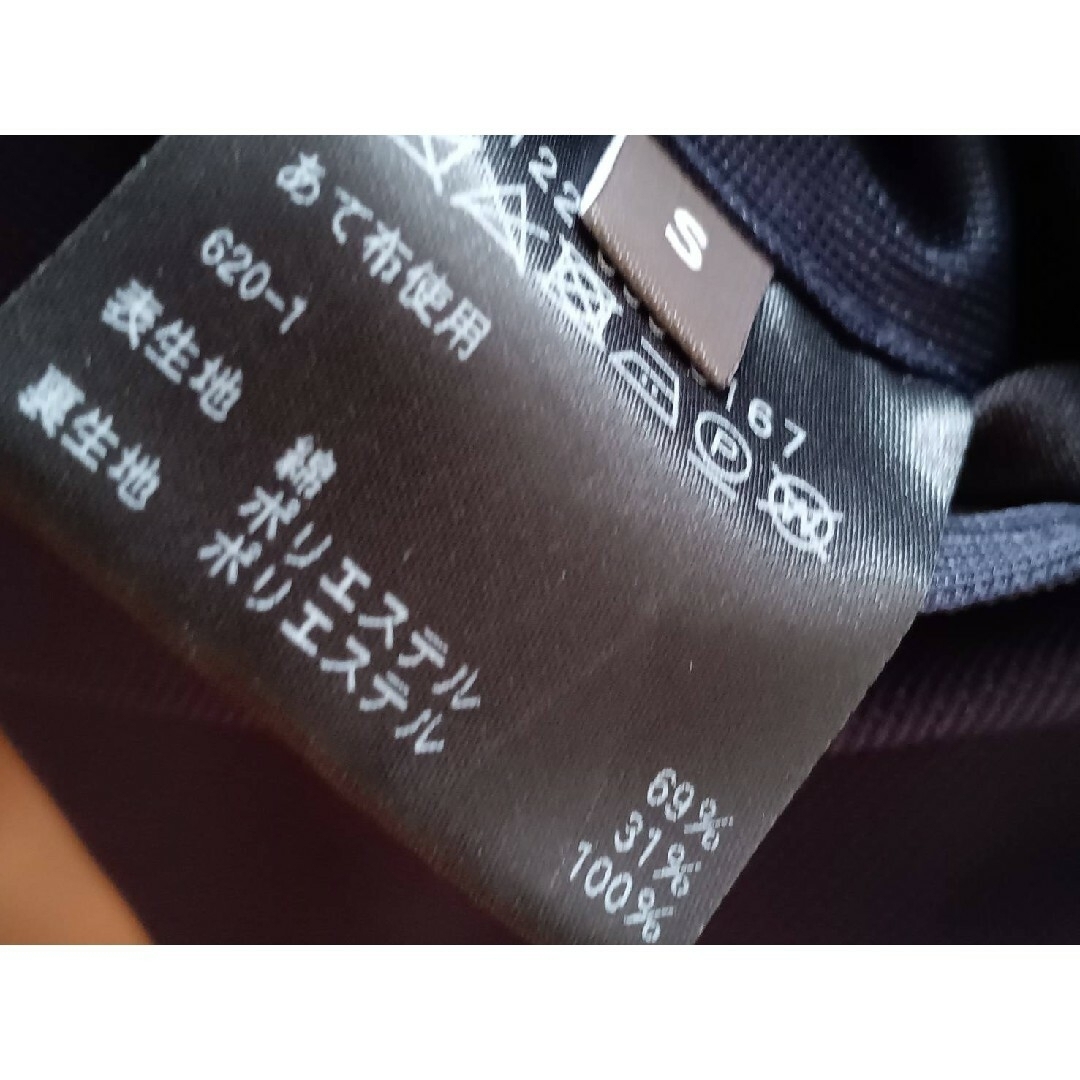 S
167
P
W
あて布使用
620-1
表生地 綿 69%
ポリエステル 31%
裏生地 ポリエステル 100%